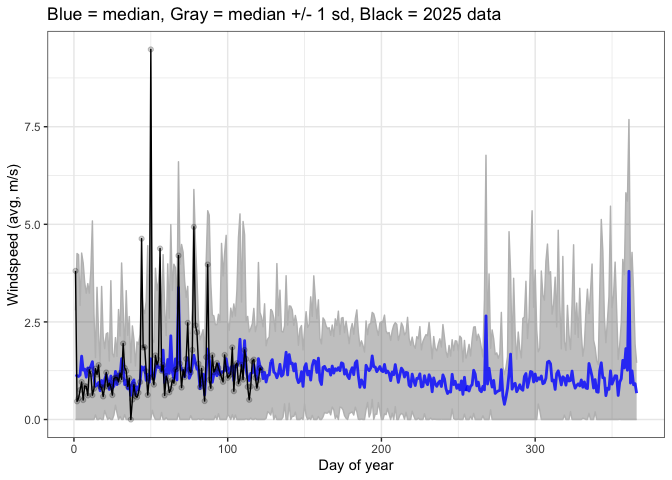 Blue = median, Gray = median +/- 1 sd, Black = 2025 data
Windspeed (avg, m/s)
7.5
5.0
2.5
0.0
0
100
200
300
Day of year